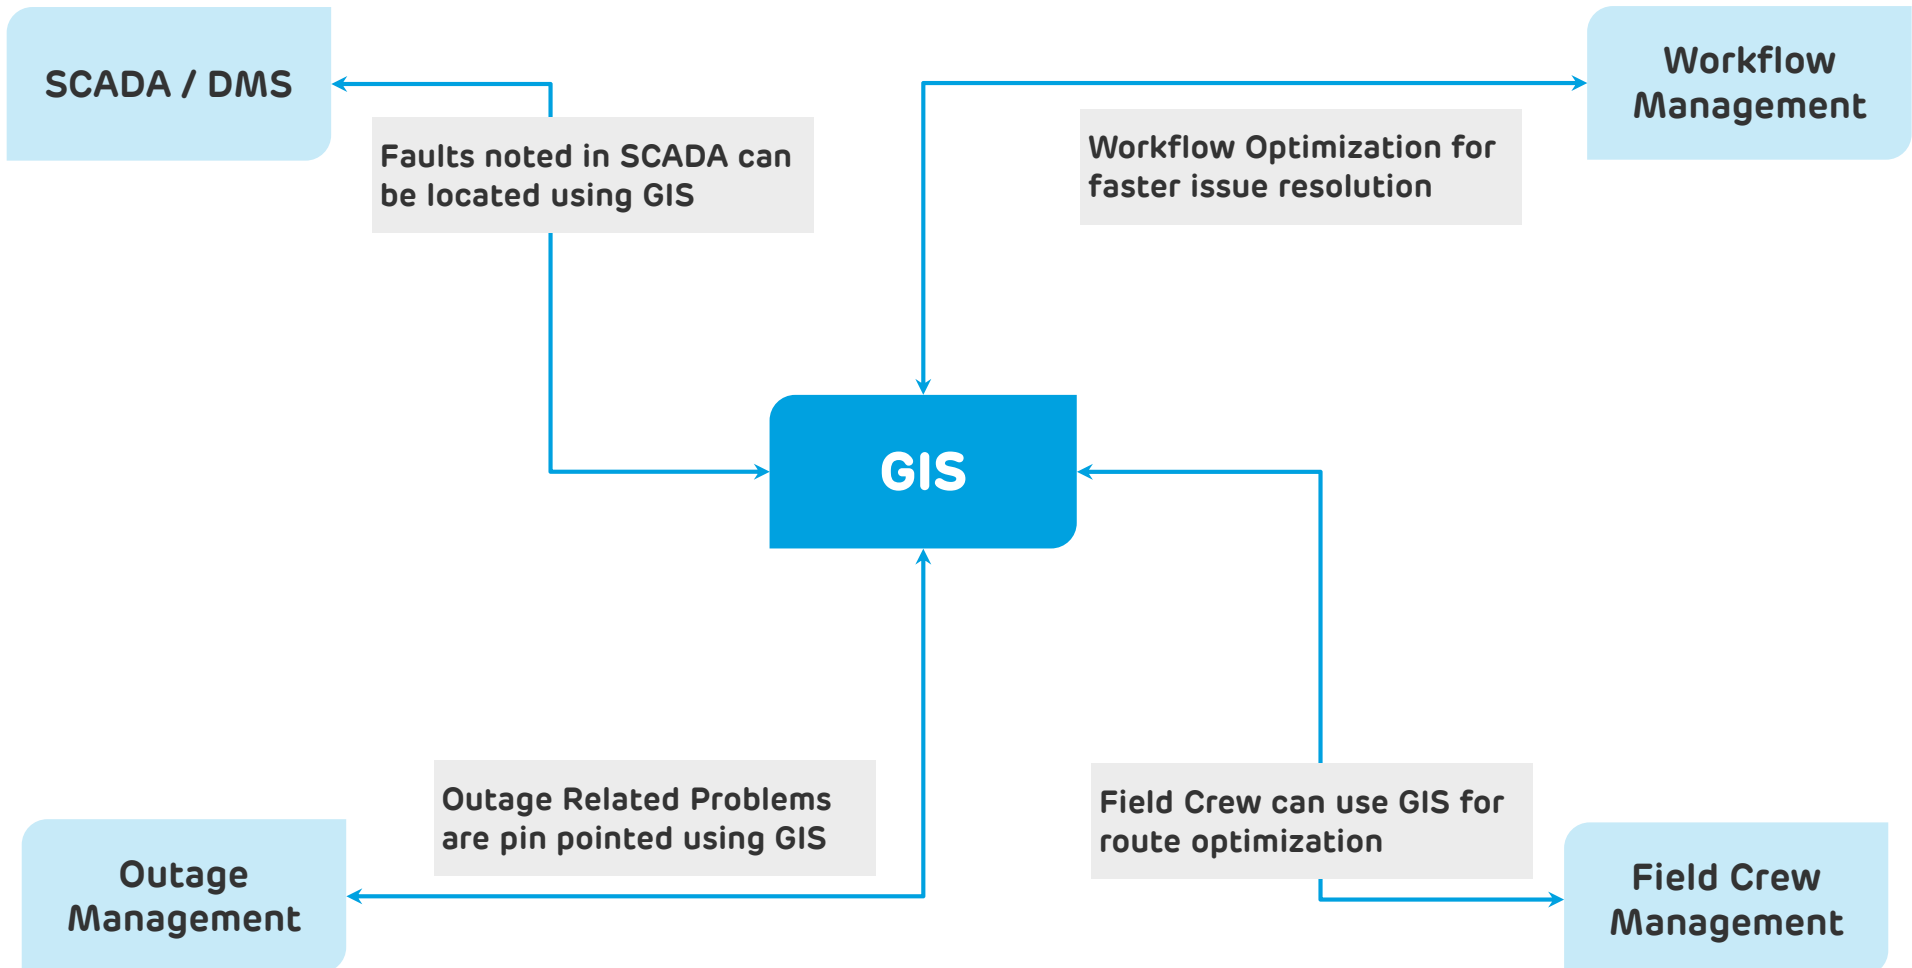 SCADA / DMS
Workflow
Management
Faults noted in SCADA can
be located using GIS
Workflow Optimization for
faster issue resolution
GIS
Outage Related Problems
are pin pointed using GIS
Field Crew can use GIS for
route optimization
Outage
Management
Field Crew
Management